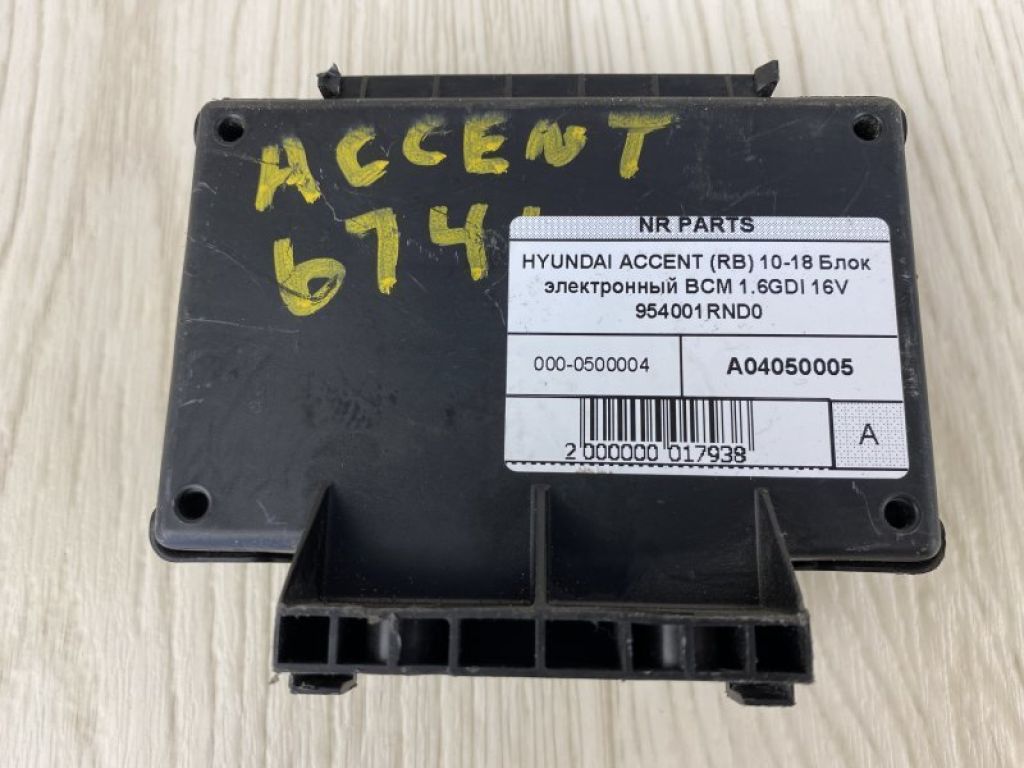 ACCENT
674
NR PARTS
HYUNDAI ACCENT (RB) 10-18 Блок
электронный BCM 1.6GDI 16V
954001RND0
000-0500004
A04050005
2 000000 017938
A